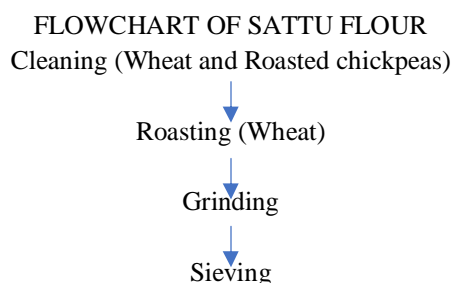 FLOWCHART OF SATTU FLOUR
Cleaning (Wheat and Roasted chickpeas)
Roasting (Wheat)
Grinding
Sieving